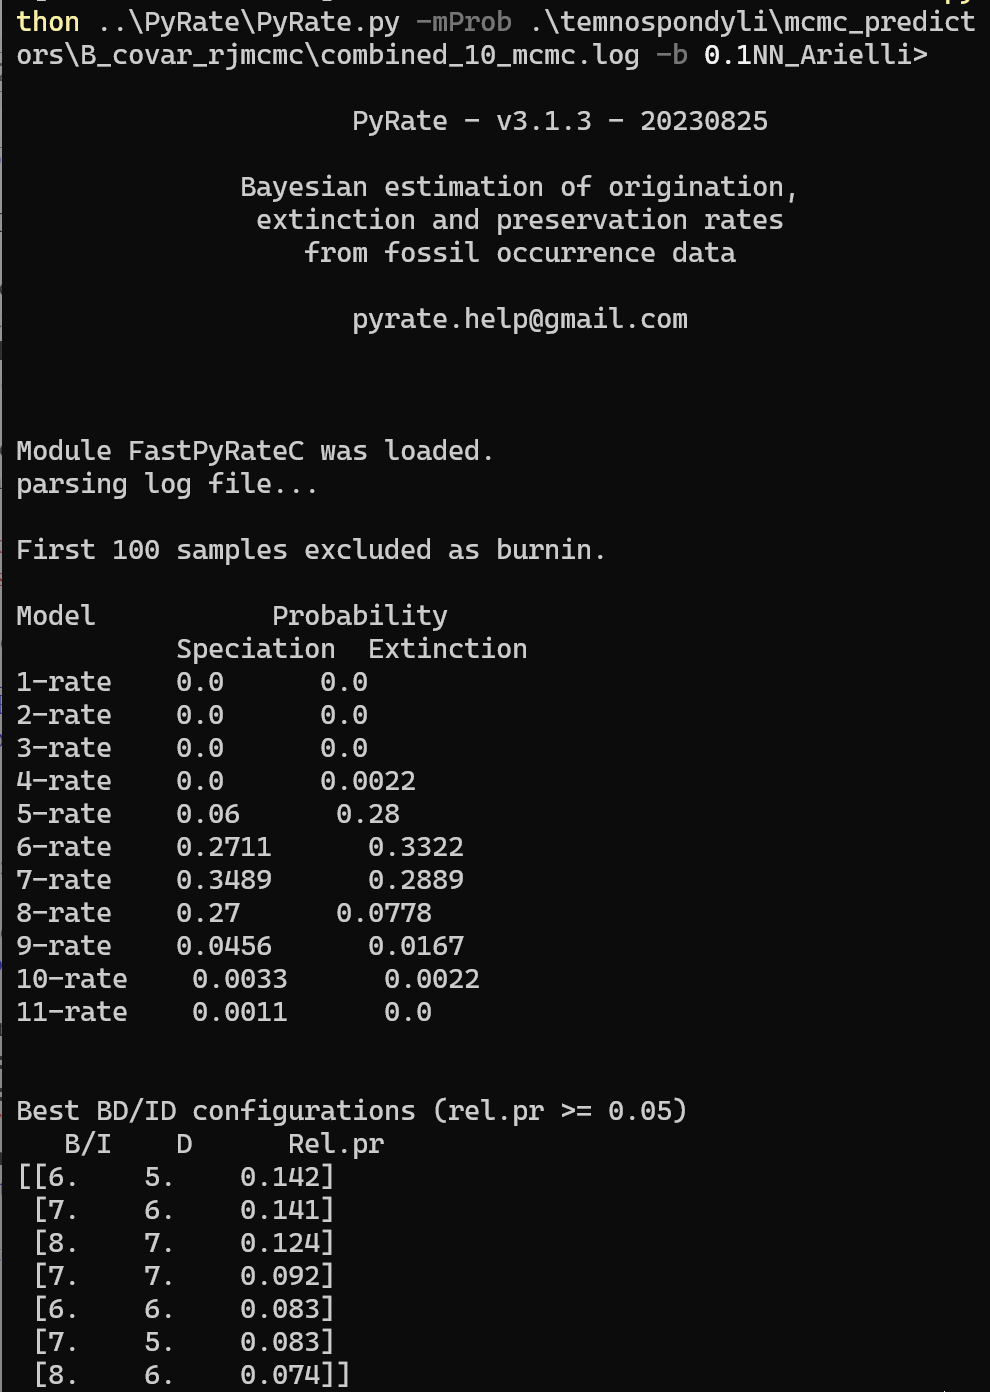 thon ..\PyRate\PyRate.py -mProb .\temnospondyli\mcmc_predict
ors\B_covar_rjmcmc\combined_10_mcmc.log -b 0.1NN_Arielli>
PyRate - v3.1.3 - 20230825
Bayesian estimation of origination,
extinction and preservation rates
from fossil occurrence data
pyrate.help@gmail.com
Module FastPyRateC was loaded.
parsing log file...
First 100 samples excluded as burnin.
Model Probability
Speciation Extinction
1-rate 0.0 0.0
2-rate 0.0 0.0
3-rate 0.0 0.0
4-rate 0.0 0.0022
5-rate 0.06 0.28
6-rate 0.2711 0.3322
7-rate 0.3489 0.2889
8-rate 0.27 0.0778
9-rate 0.0456 0.0167
10-rate 0.0033 0.0022
11-rate 0.0011 0.0
Best BD/ID configurations (rel.pr >= 0.05)
B/I D Rel.pr
[[6. 5. 0.142]
[7. 6. 0.141]
[8. 7. 0.124]
[7. 7. 0.092]
[6. 6. 0.083]
[7. 5. 0.083]
[8. 6. 0.074]]